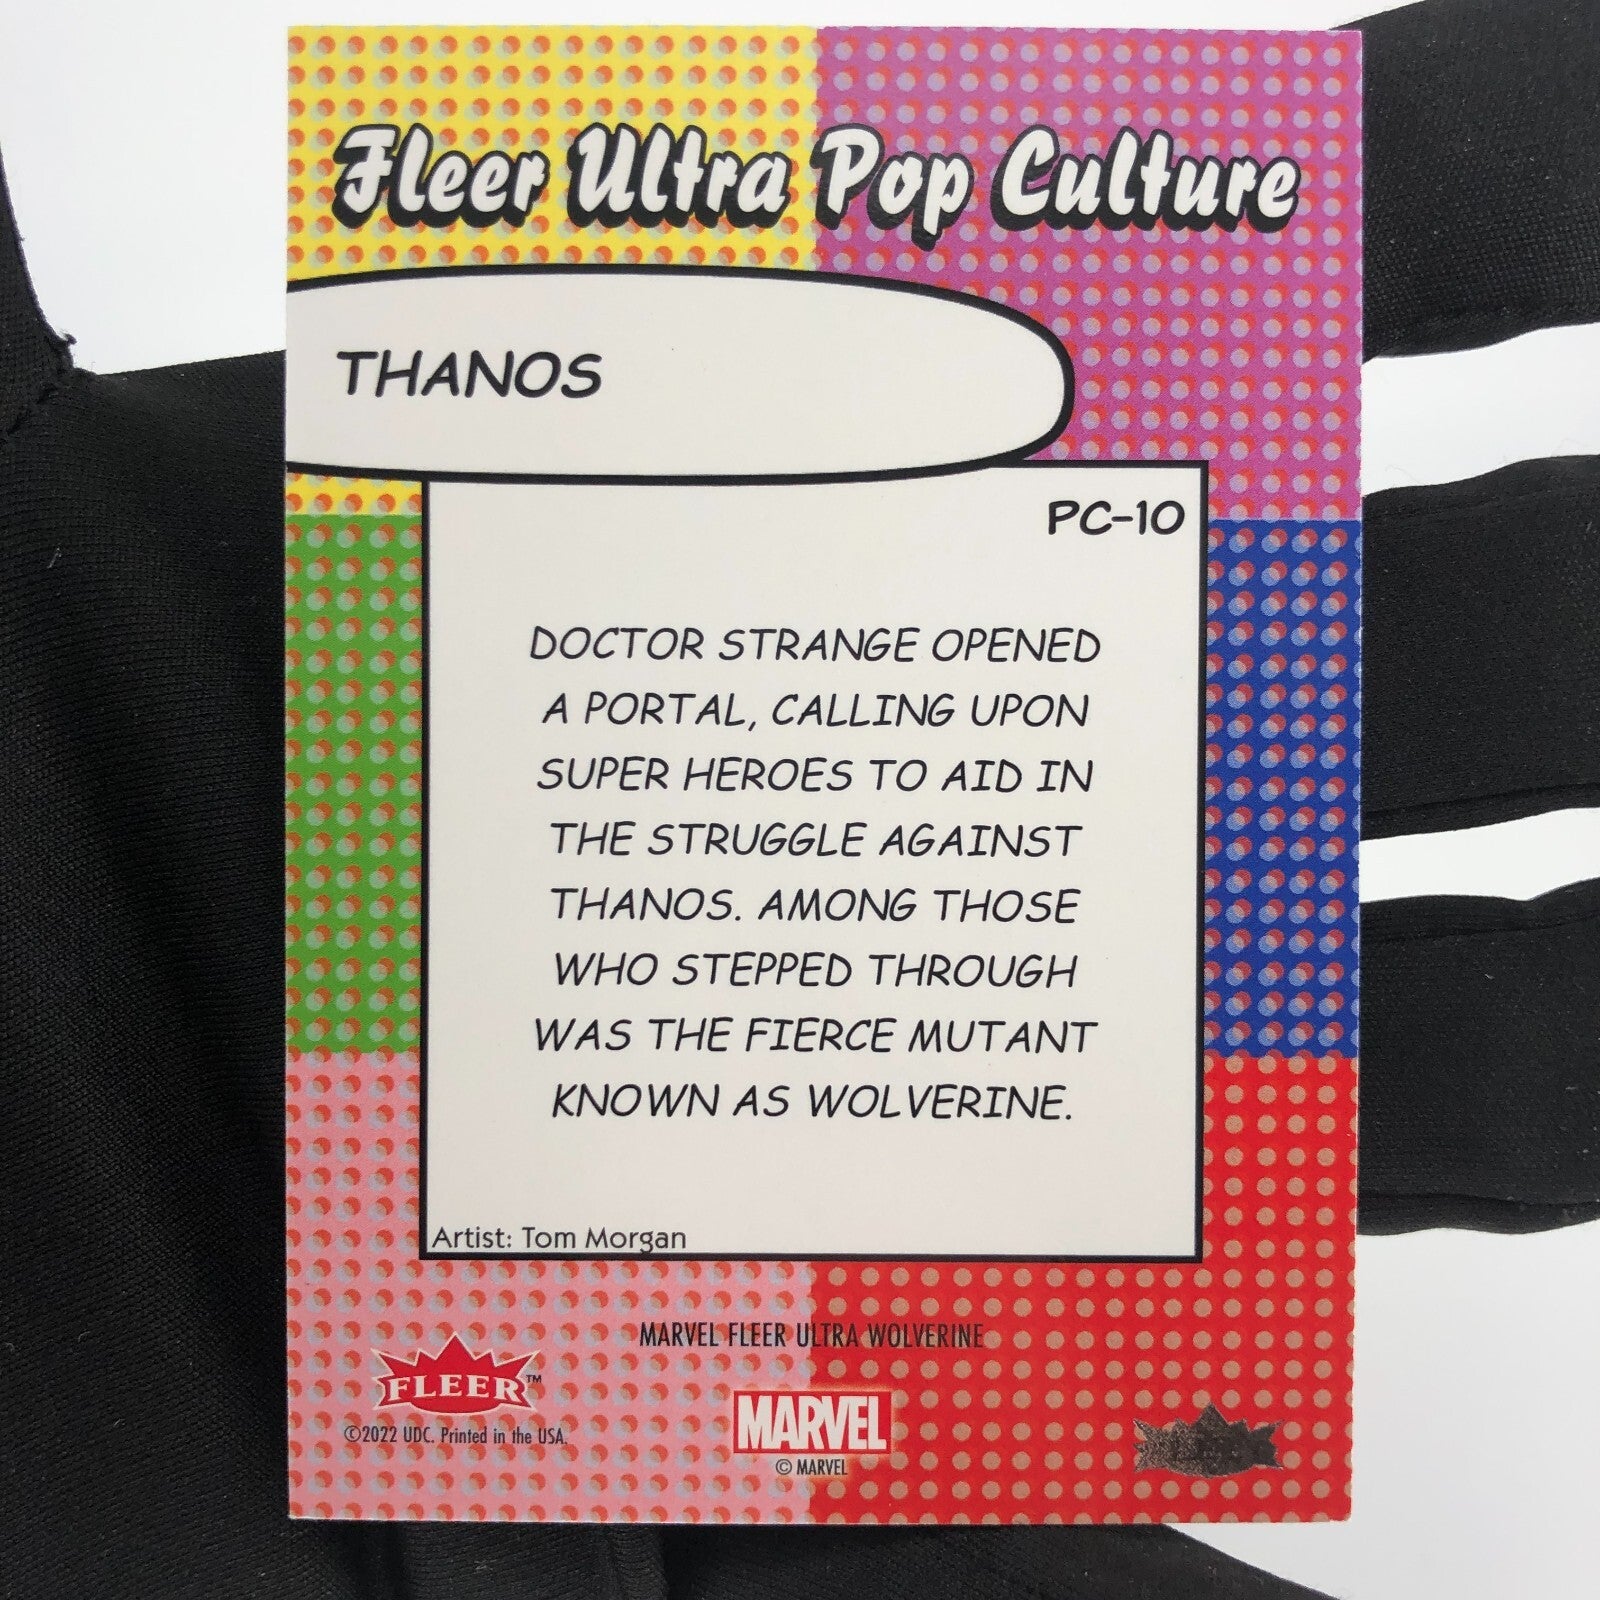 Fleer Ultra Pop Culture
THANOS
PC-10
DOCTOR STRANGE OPENED
A PORTAL, CALLING UPON
SUPER HEROES TO AID IN
THE STRUGGLE AGAINST
THANOS. AMONG THOSE
WHO STEPPED THROUGH
WAS THE FIERCE MUTANT
KNOWN AS WOLVERINE.
Artist: Tom Morgan
MARVEL FLEER ULTRA WOLVERINE
FLEER™
©2022 UDC. Printed in the USA.
MARVEL
© MARVEL